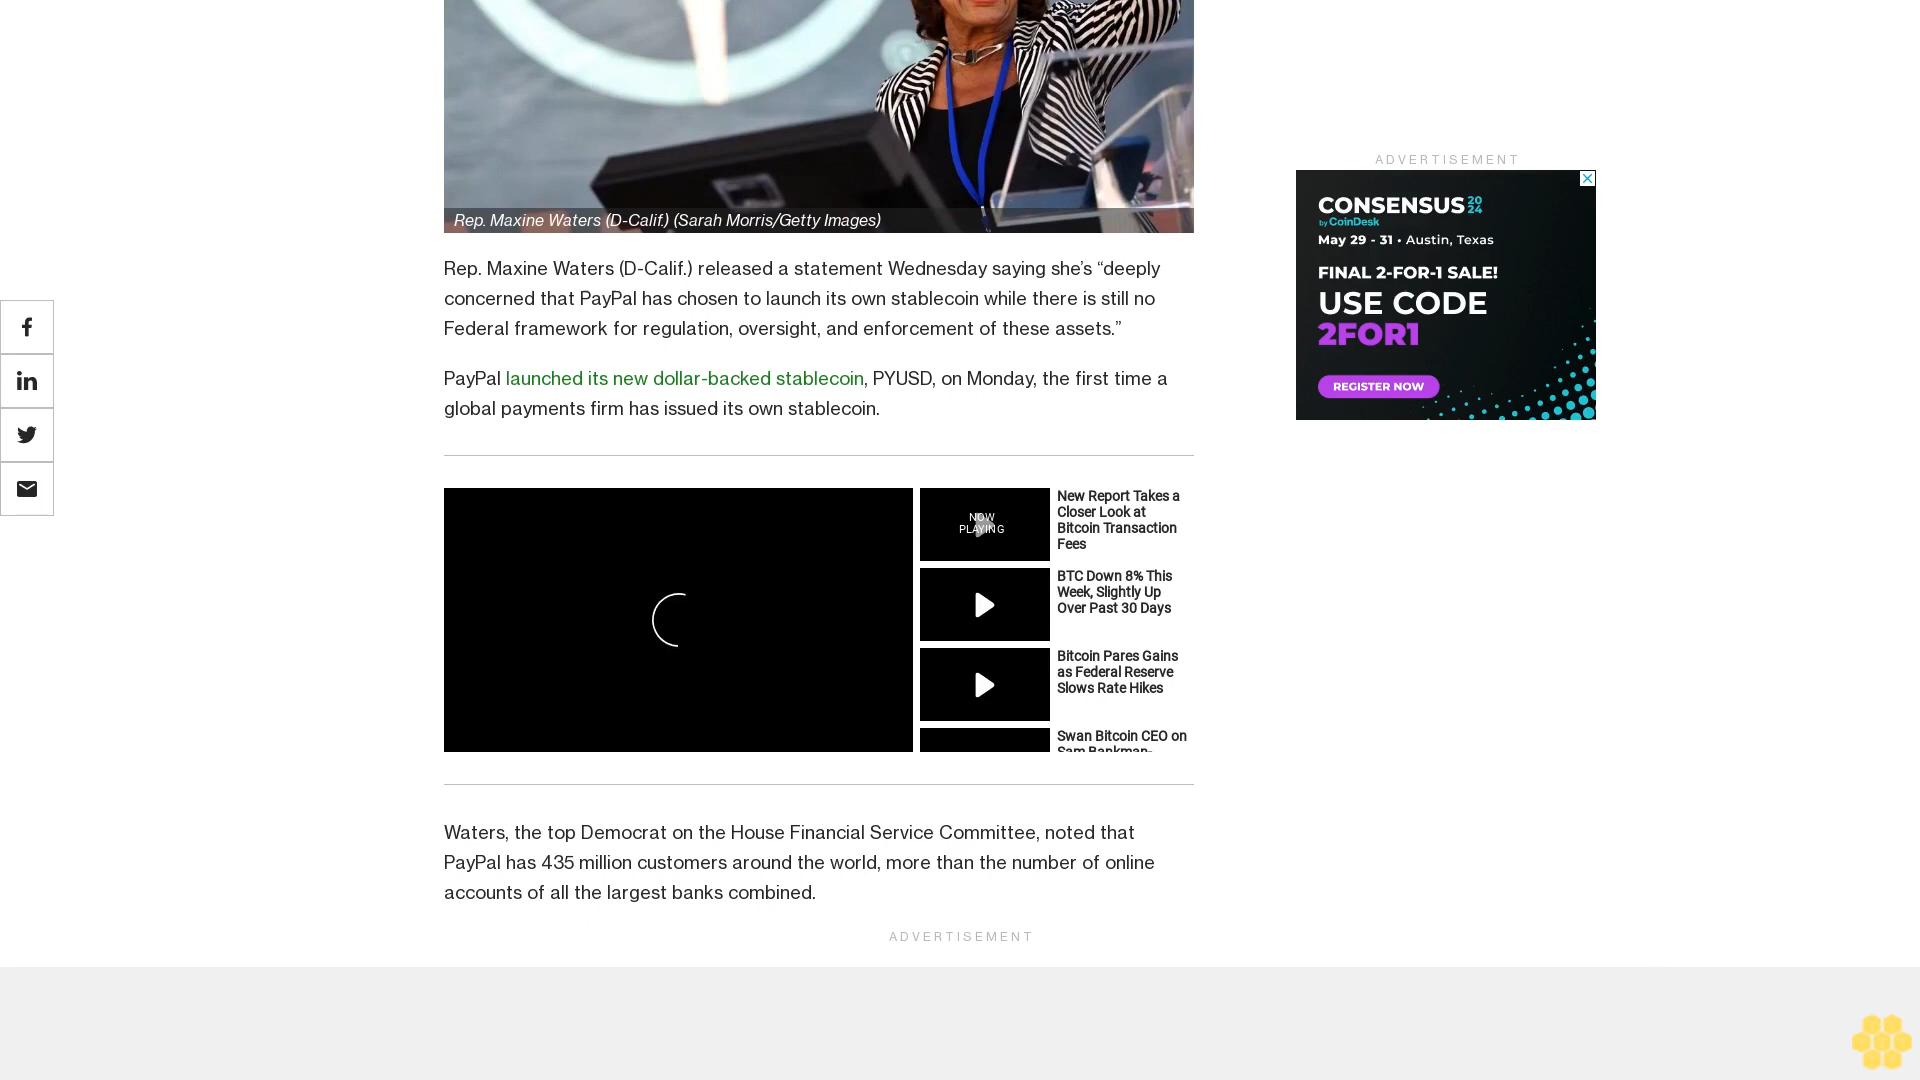 Rep. Maxine Waters (D-Calif.) (Sarah Morris/Getty Images)
Rep. Maxine Waters (D-Calif.) released a statement Wednesday saying she’s “deeply
concerned that PayPal has chosen to launch its own stablecoin while there is still no
Federal framework for regulation, oversight, and enforcement of these assets.”
PayPal launched its new dollar-backed stablecoin, PYUSD, on Monday, the first time a
global payments firm has issued its own stablecoin.
NOW
PLAYING
New Report Takes a
Closer Look at
Bitcoin Transaction
Fees
BTC Down 8% This
Week, Slightly Up
Over Past 30 Days
Bitcoin Pares Gains
as Federal Reserve
Slows Rate Hikes
Swan Bitcoin CEO on
Sam Bankman-
Waters, the top Democrat on the House Financial Service Committee, noted that
PayPal has 435 million customers around the world, more than the number of online
accounts of all the largest banks combined.
ADVERTISEMENT
ADVERTISEMENT
CONSENSUS 2024
by CoinDesk
May 29 - 31 • Austin, Texas
FINAL 2-FOR-1 SALE!
USE CODE
2FOR1
REGISTER NOW